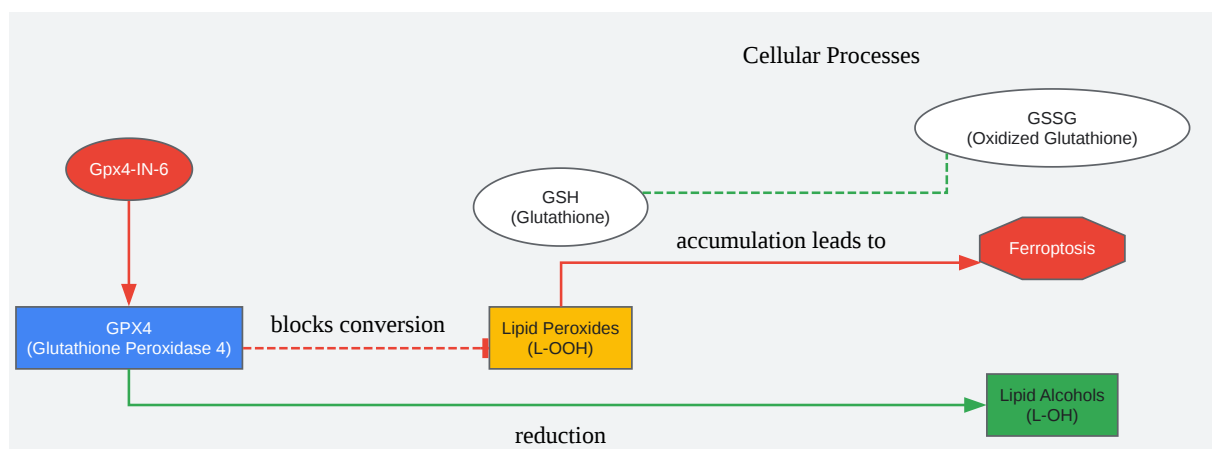 Cellular Processes
GSSG
(Oxidized Glutathione)
Gpx4-IN-6
GSH
(Glutathione)
accumulation leads to
Ferroptosis
GPX4
(Glutathione Peroxidase 4)
blocks conversion
Lipid Peroxides
(L-OOH)
Lipid Alcohols
(L-OH)
reduction